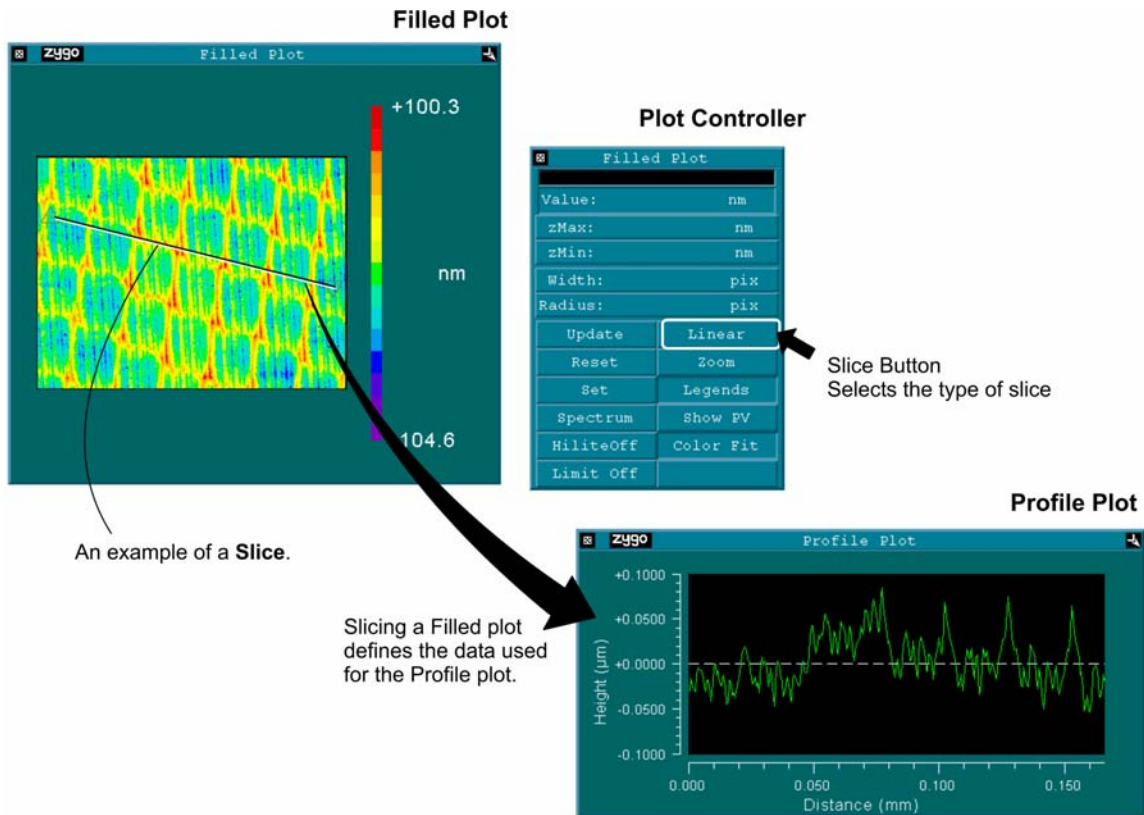 Filled Plot
zygo
Filled Plot
+100.3
nm
104.6
An example of a Slice.
Plot Controller
Filled Plot
Value: nm
zMax: nm
zMin: nm
Width: pix
Radius: pix
Update Linear
Reset Zoom
Set Legends
Spectrum Show PV
HiliteOff Color Fit
Limit Off
Slice Button
Selects the type of slice
Slicing a Filled plot
defines the data used
for the Profile plot.
Profile Plot
zygo
Profile Plot
+0.1000
+0.0500
+0.0000
-0.0500
-0.1000
Height (µm)
0.000 0.050 0.100 0.150
Distance (mm)